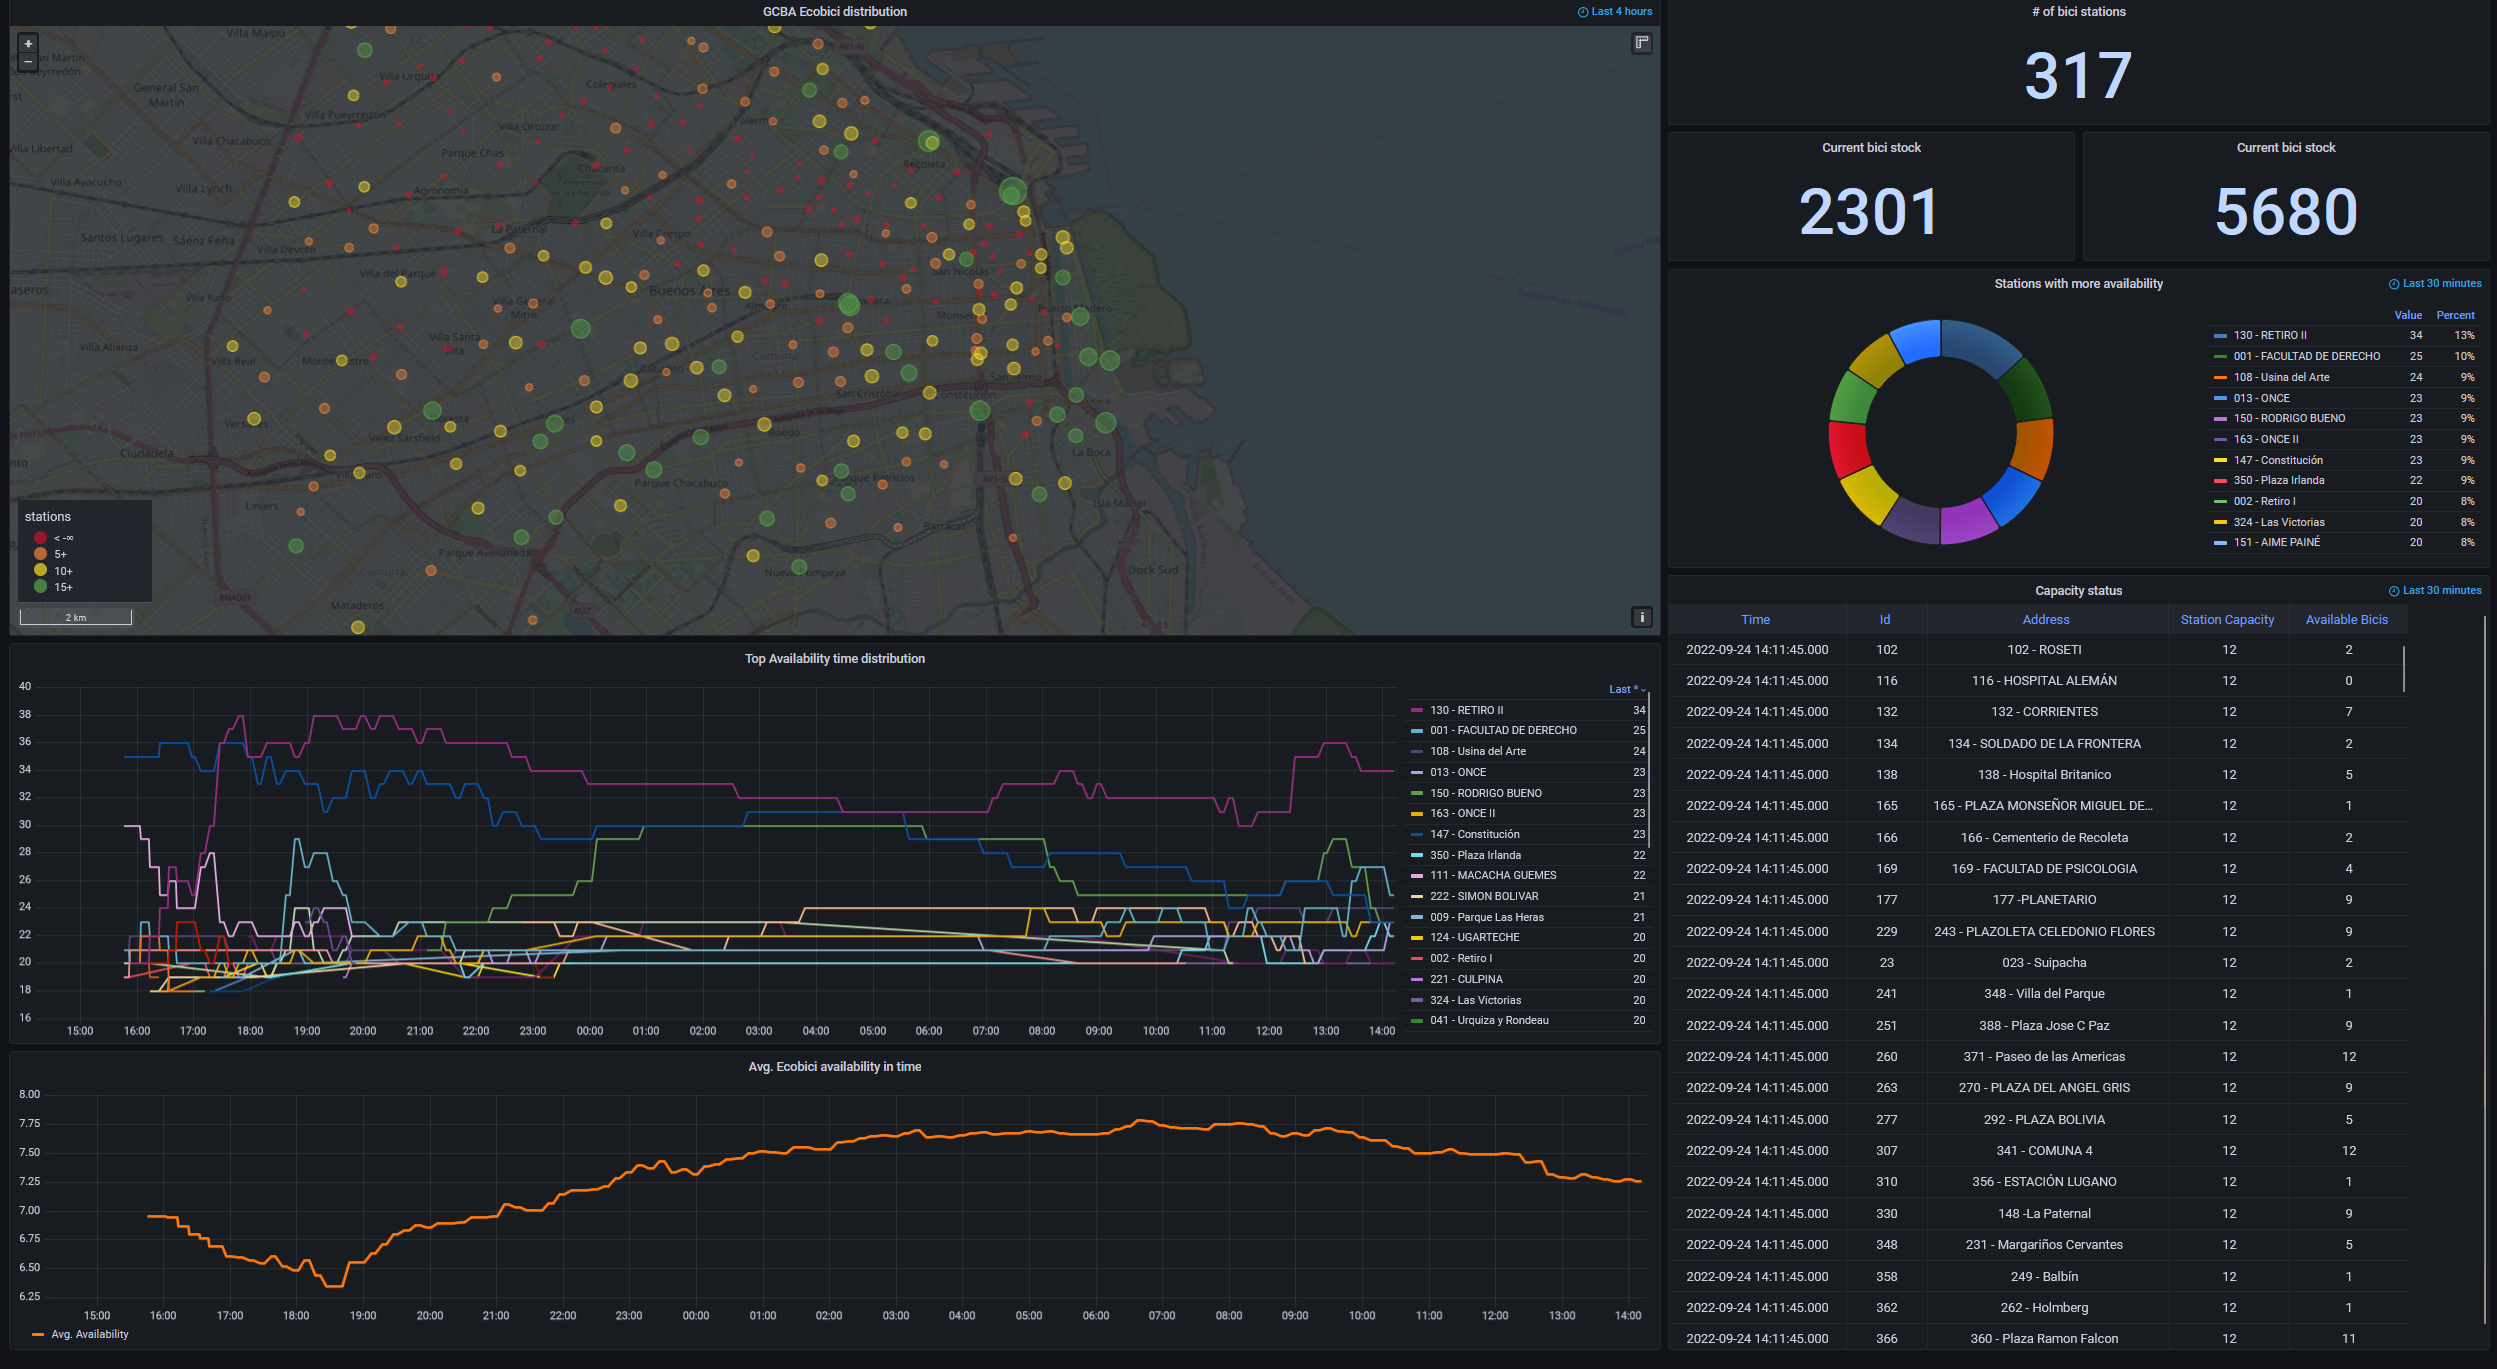 GCBA Ecobici distribution
Last 4 hours
+
−
Villa Maipú
General San
Martin
Villa Pueyrredón
Colegiales
AV1-N
Villa Libertad
Villa Chacabuco
Villa Ortúzar
Parque Chas
Recoleta
Chacarita
Villa Ayacucho
Villa Lynch
Agronomia
Santos Lugares
Sáenz Peña
Villa Devoto
La Paternal
Villa Crespo
Villa del Parque
San Nicolás
Buenos Aires
Villa General
Mitre
Villa Alianza
Villa Real
San Cristobal
Vélez Sarsfield
Boedo
Ciudadela
La Boca
Parque Chacabuco
Isla Maciel
Liniers
Barracas
Parque Avellaneda
Nueva Pompeya
Dock Sud
Comuna
RNA001
Mataderos
AU7
stations
< -∞
5+
10+
15+
2 km
i
# of bici stations
317
Current bici stock
2301
Current bici stock
5680
Stations with more availability
Last 30 minutes
Value Percent
130 - RETIRO II 34 13%
001 - FACULTAD DE DERECHO 25 10%
108 - Usina del Arte 24 9%
013 - ONCE 23 9%
150 - RODRIGO BUENO 23 9%
163 - ONCE II 23 9%
147 - Constitución 23 9%
350 - Plaza Irlanda 22 9%
002 - Retiro I 20 8%
324 - Las Victorias 20 8%
151 - AIME PAINÉ 20 8%
Top Availability time distribution
40
38
36
34
32
30
28
26
24
22
20
18
16
15:00 16:00 17:00 18:00 19:00 20:00 21:00 22:00 23:00 00:00 01:00 02:00 03:00 04:00 05:00 06:00 07:00 08:00 09:00 10:00 11:00 12:00 13:00 14:00
Last *
130 - RETIRO II 34
001 - FACULTAD DE DERECHO 25
108 - Usina del Arte 24
013 - ONCE 23
150 - RODRIGO BUENO 23
163 - ONCE II 23
147 - Constitución 23
350 - Plaza Irlanda 22
111 - MACACHA GUEMES 22
222 - SIMON BOLIVAR 21
009 - Parque Las Heras 21
124 - UGARTECHE 20
002 - Retiro I 20
221 - CULPINA 20
324 - Las Victorias 20
041 - Urquiza y Rondeau 20
Avg. Ecobici availability in time
8.00
7.75
7.50
7.25
7.00
6.75
6.50
6.25
15:00 16:00 17:00 18:00 19:00 20:00 21:00 22:00 23:00 00:00 01:00 02:00 03:00 04:00 05:00 06:00 07:00 08:00 09:00 10:00 11:00 12:00 13:00 14:00
Avg. Availability
Capacity status
Last 30 minutes
Time Id Address Station Capacity Available Bicis
2022-09-24 14:11:45.000 102 102 - ROSETI 12 2
2022-09-24 14:11:45.000 116 116 - HOSPITAL ALEMÁN 12 0
2022-09-24 14:11:45.000 132 132 - CORRIENTES 12 7
2022-09-24 14:11:45.000 134 134 - SOLDADO DE LA FRONTERA 12 2
2022-09-24 14:11:45.000 138 138 - Hospital Britanico 12 5
2022-09-24 14:11:45.000 165 165 - PLAZA MONSEÑOR MIGUEL DE... 12 1
2022-09-24 14:11:45.000 166 166 - Cementerio de Recoleta 12 2
2022-09-24 14:11:45.000 169 169 - FACULTAD DE PSICOLOGIA 12 4
2022-09-24 14:11:45.000 177 177 -PLANETARIO 12 9
2022-09-24 14:11:45.000 229 243 - PLAZOLETA CELEDONIO FLORES 12 9
2022-09-24 14:11:45.000 23 023 - Suipacha 12 2
2022-09-24 14:11:45.000 241 348 - Villa del Parque 12 1
2022-09-24 14:11:45.000 251 388 - Plaza Jose C Paz 12 9
2022-09-24 14:11:45.000 260 371 - Paseo de las Americas 12 12
2022-09-24 14:11:45.000 263 270 - PLAZA DEL ANGEL GRIS 12 9
2022-09-24 14:11:45.000 277 292 - PLAZA BOLIVIA 12 5
2022-09-24 14:11:45.000 307 341 - COMUNA 4 12 12
2022-09-24 14:11:45.000 310 356 - ESTACIÓN LUGANO 12 1
2022-09-24 14:11:45.000 330 148 -La Paternal 12 9
2022-09-24 14:11:45.000 348 231 - Margariños Cervantes 12 5
2022-09-24 14:11:45.000 358 249 - Balbín 12 1
2022-09-24 14:11:45.000 362 262 - Holmberg 12 1
2022-09-24 14:11:45.000 366 360 - Plaza Ramon Falcon 12 11